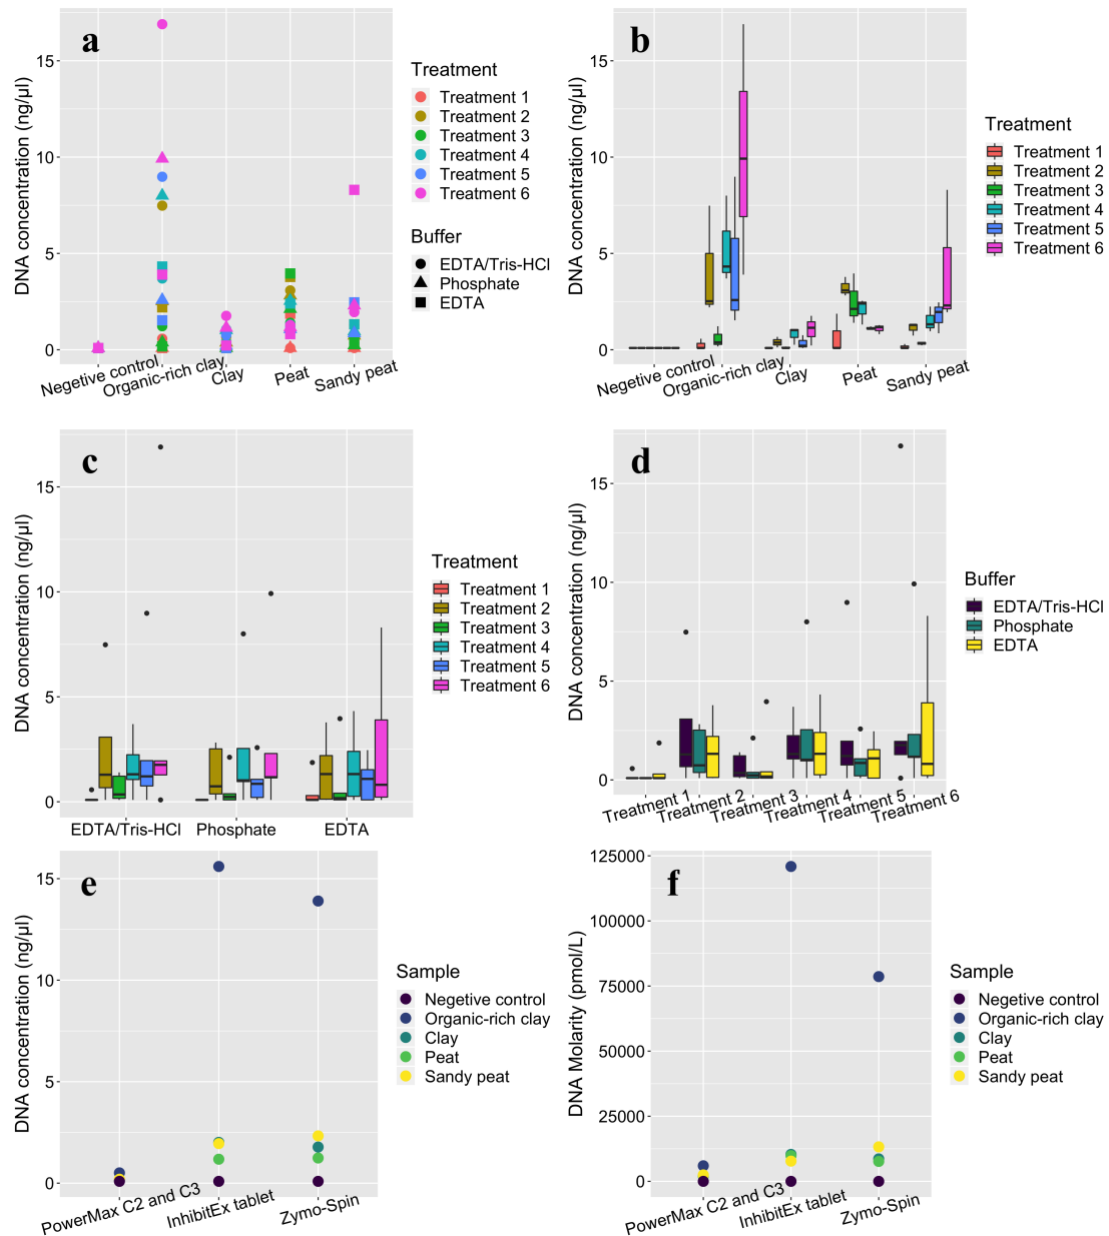 a
DNA concentration (ng/µl)
15
10
5
0
Negetive control
Organic-rich clay
Clay
Peat
Sandy peat
Treatment
Treatment 1
Treatment 2
Treatment 3
Treatment 4
Treatment 5
Treatment 6
Buffer
EDTA/Tris-HCl
Phosphate
EDTA
b
DNA concentration (ng/µl)
15
10
5
0
Negetive control
Organic-rich clay
Clay
Peat
Sandy peat
Treatment
Treatment 1
Treatment 2
Treatment 3
Treatment 4
Treatment 5
Treatment 6
c
DNA concentration (ng/µl)
15
10
5
0
EDTA/Tris-HCl
Phosphate
EDTA
Treatment
Treatment 1
Treatment 2
Treatment 3
Treatment 4
Treatment 5
Treatment 6
d
DNA concentration (ng/µl)
15
10
5
0
Treatment 1
Treatment 2
Treatment 3
Treatment 4
Treatment 5
Treatment 6
Buffer
EDTA/Tris-HCl
Phosphate
EDTA
e
DNA concentration (ng/µl)
15
10
5
0
PowerMax C2 and C3
InhibitEx tablet
Zymo-Spin
Sample
Negetive control
Organic-rich clay
Clay
Peat
Sandy peat
f
DNA Molarity (pmol/L)
125000
100000
75000
50000
25000
0
PowerMax C2 and C3
InhibitEx tablet
Zymo-Spin
Sample
Negetive control
Organic-rich clay
Clay
Peat
Sandy peat